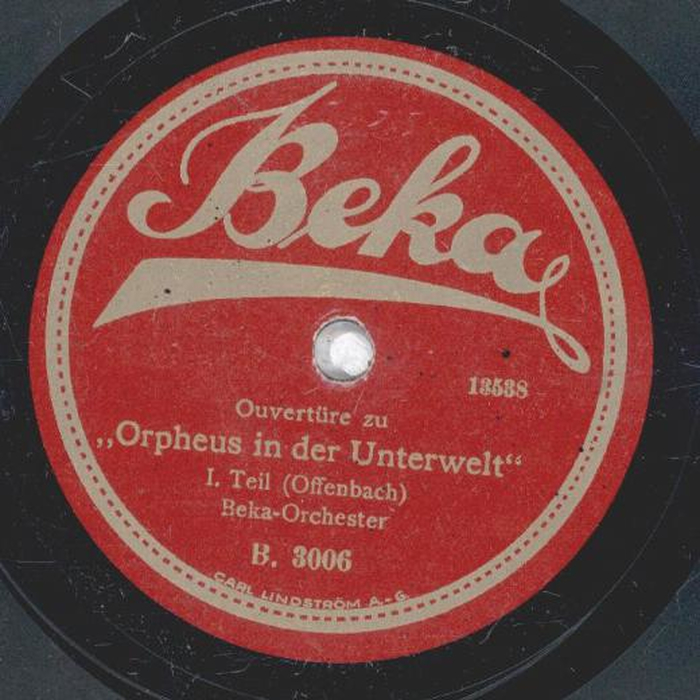 Beka
13538
Ouvertüre zu
„Orpheus in der Unterwelt“
I. Teil (Offenbach)
Beka-Orchester
B. 3006
CARL LINDSTRÖM A.-G.